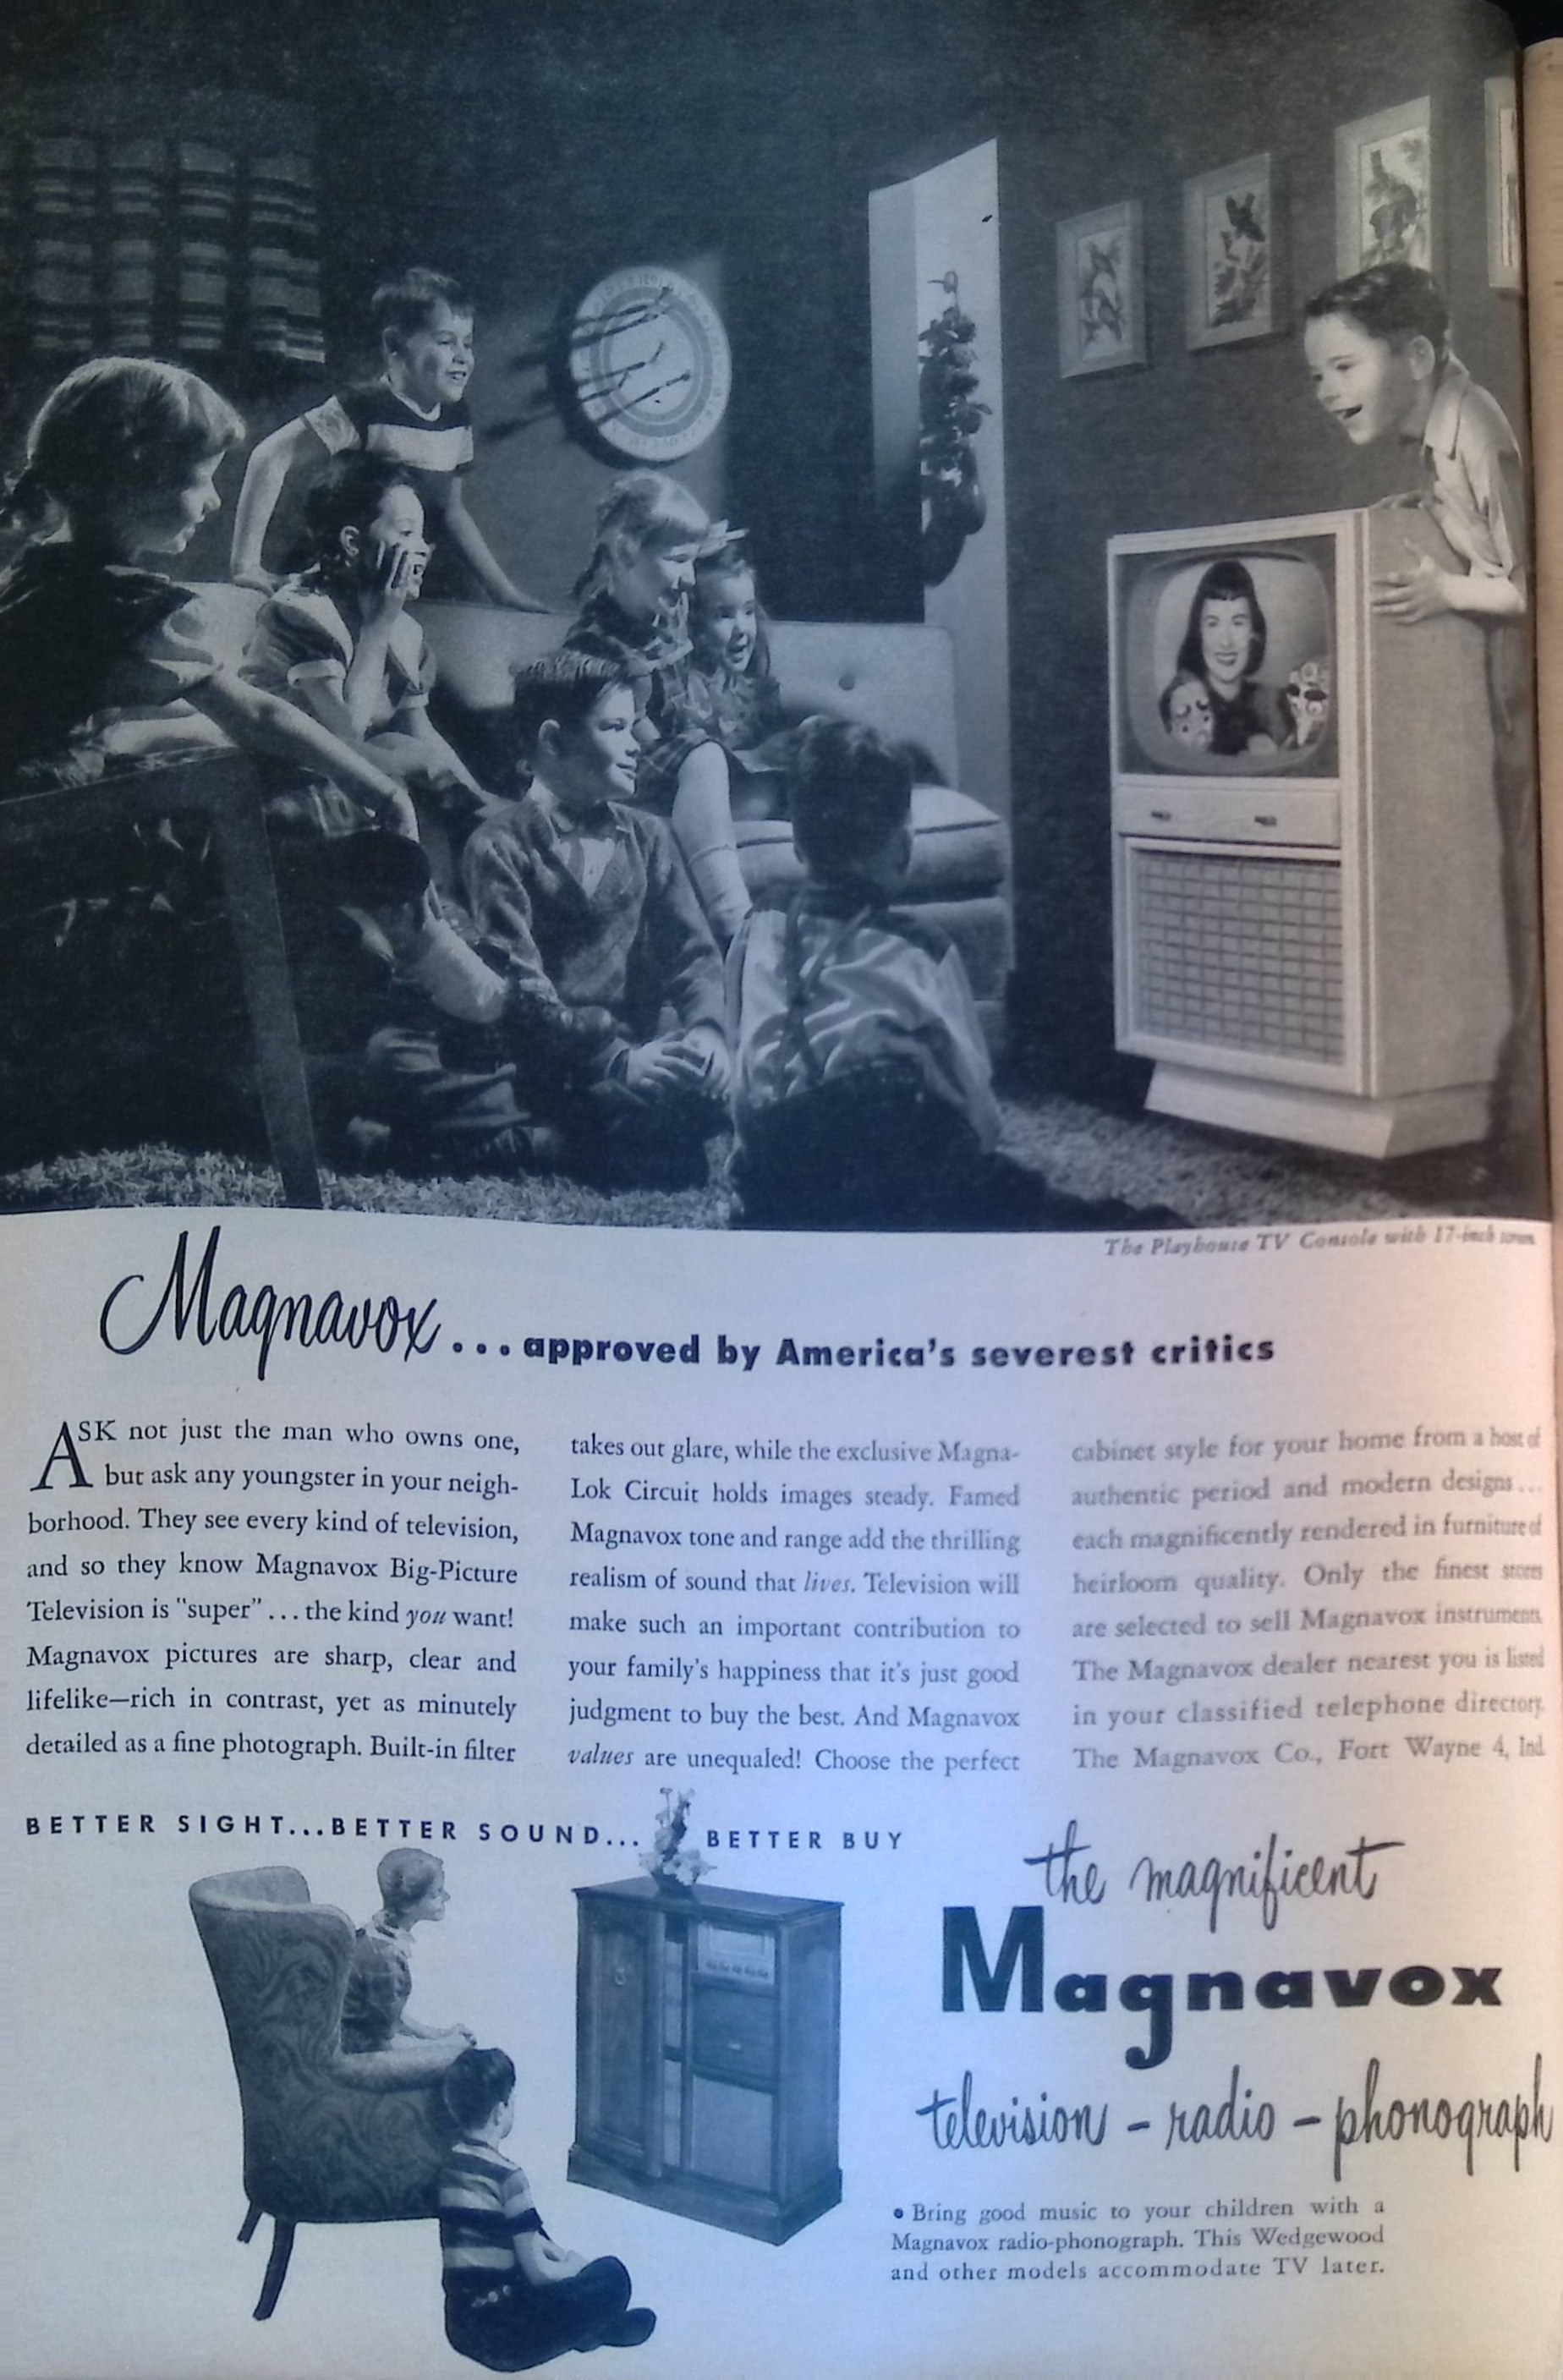 The Playhouse TV Console with 17-inch screen
Magnavox... approved by America's severest critics
ASK not just the man who owns one,
but ask any youngster in your neigh-
borhood. They see every kind of television,
and so they know Magnavox Big-Picture
Television is "super"... the kind you want!
Magnavox pictures are sharp, clear and
lifelike—rich in contrast, yet as minutely
detailed as a fine photograph. Built-in filter
takes out glare, while the exclusive Magna-
Lok Circuit holds images steady. Famed
Magnavox tone and range add the thrilling
realism of sound that lives. Television will
make such an important contribution to
your family's happiness that it's just good
judgment to buy the best. And Magnavox
values are unequaled! Choose the perfect
cabinet style for your home from a host of
authentic period and modern designs...
each magnificently rendered in furniture of
heirloom quality. Only the finest stores
are selected to sell Magnavox instruments.
The Magnavox dealer nearest you is listed
in your classified telephone directory.
The Magnavox Co., Fort Wayne 4, Ind.
BETTER SIGHT...BETTER SOUND... BETTER BUY
the magnificent
Magnavox
television - radio - phonograph
• Bring good music to your children with a
Magnavox radio-phonograph. This Wedgewood
and other models accommodate TV later.